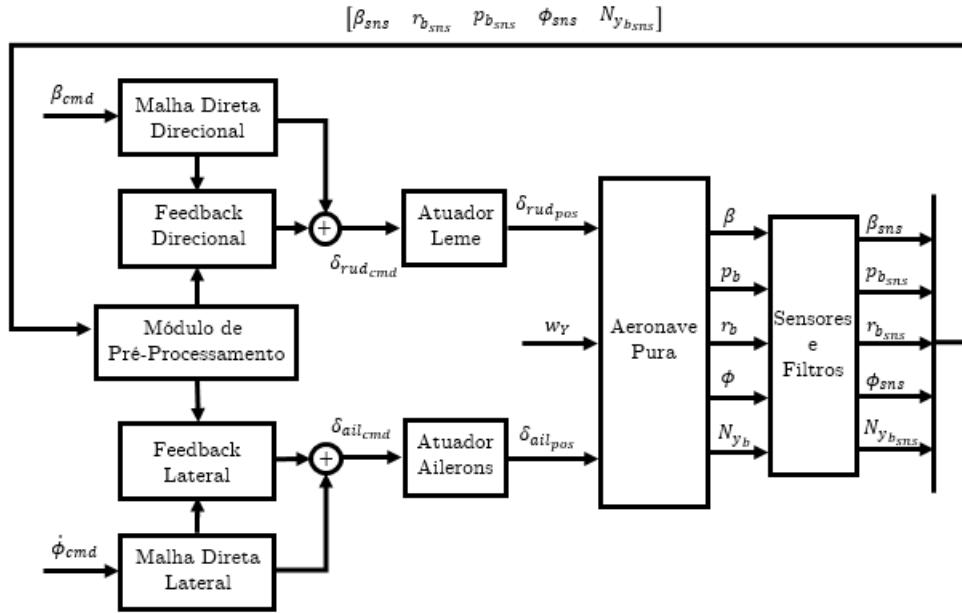 [β_sns r_b_sns p_b_sns ϕ_sns N_y_b_sns]
β_cmd
Malha Direta
Direcional
Feedback
Direcional
+
δ_rud_cmd
Atuador
Leme
δ_rud_pos
Módulo de
Pré-Processamento
w_Y
Aeronave
Pura
β
p_b
r_b
ϕ
N_y_b
Sensores
e
Filtros
β_sns
p_b_sns
r_b_sns
ϕ_sns
N_y_b_sns
Feedback
Lateral
+
δ_ail_cmd
Atuador
Ailerons
δ_ail_pos
ϕ̇_cmd
Malha Direta
Lateral